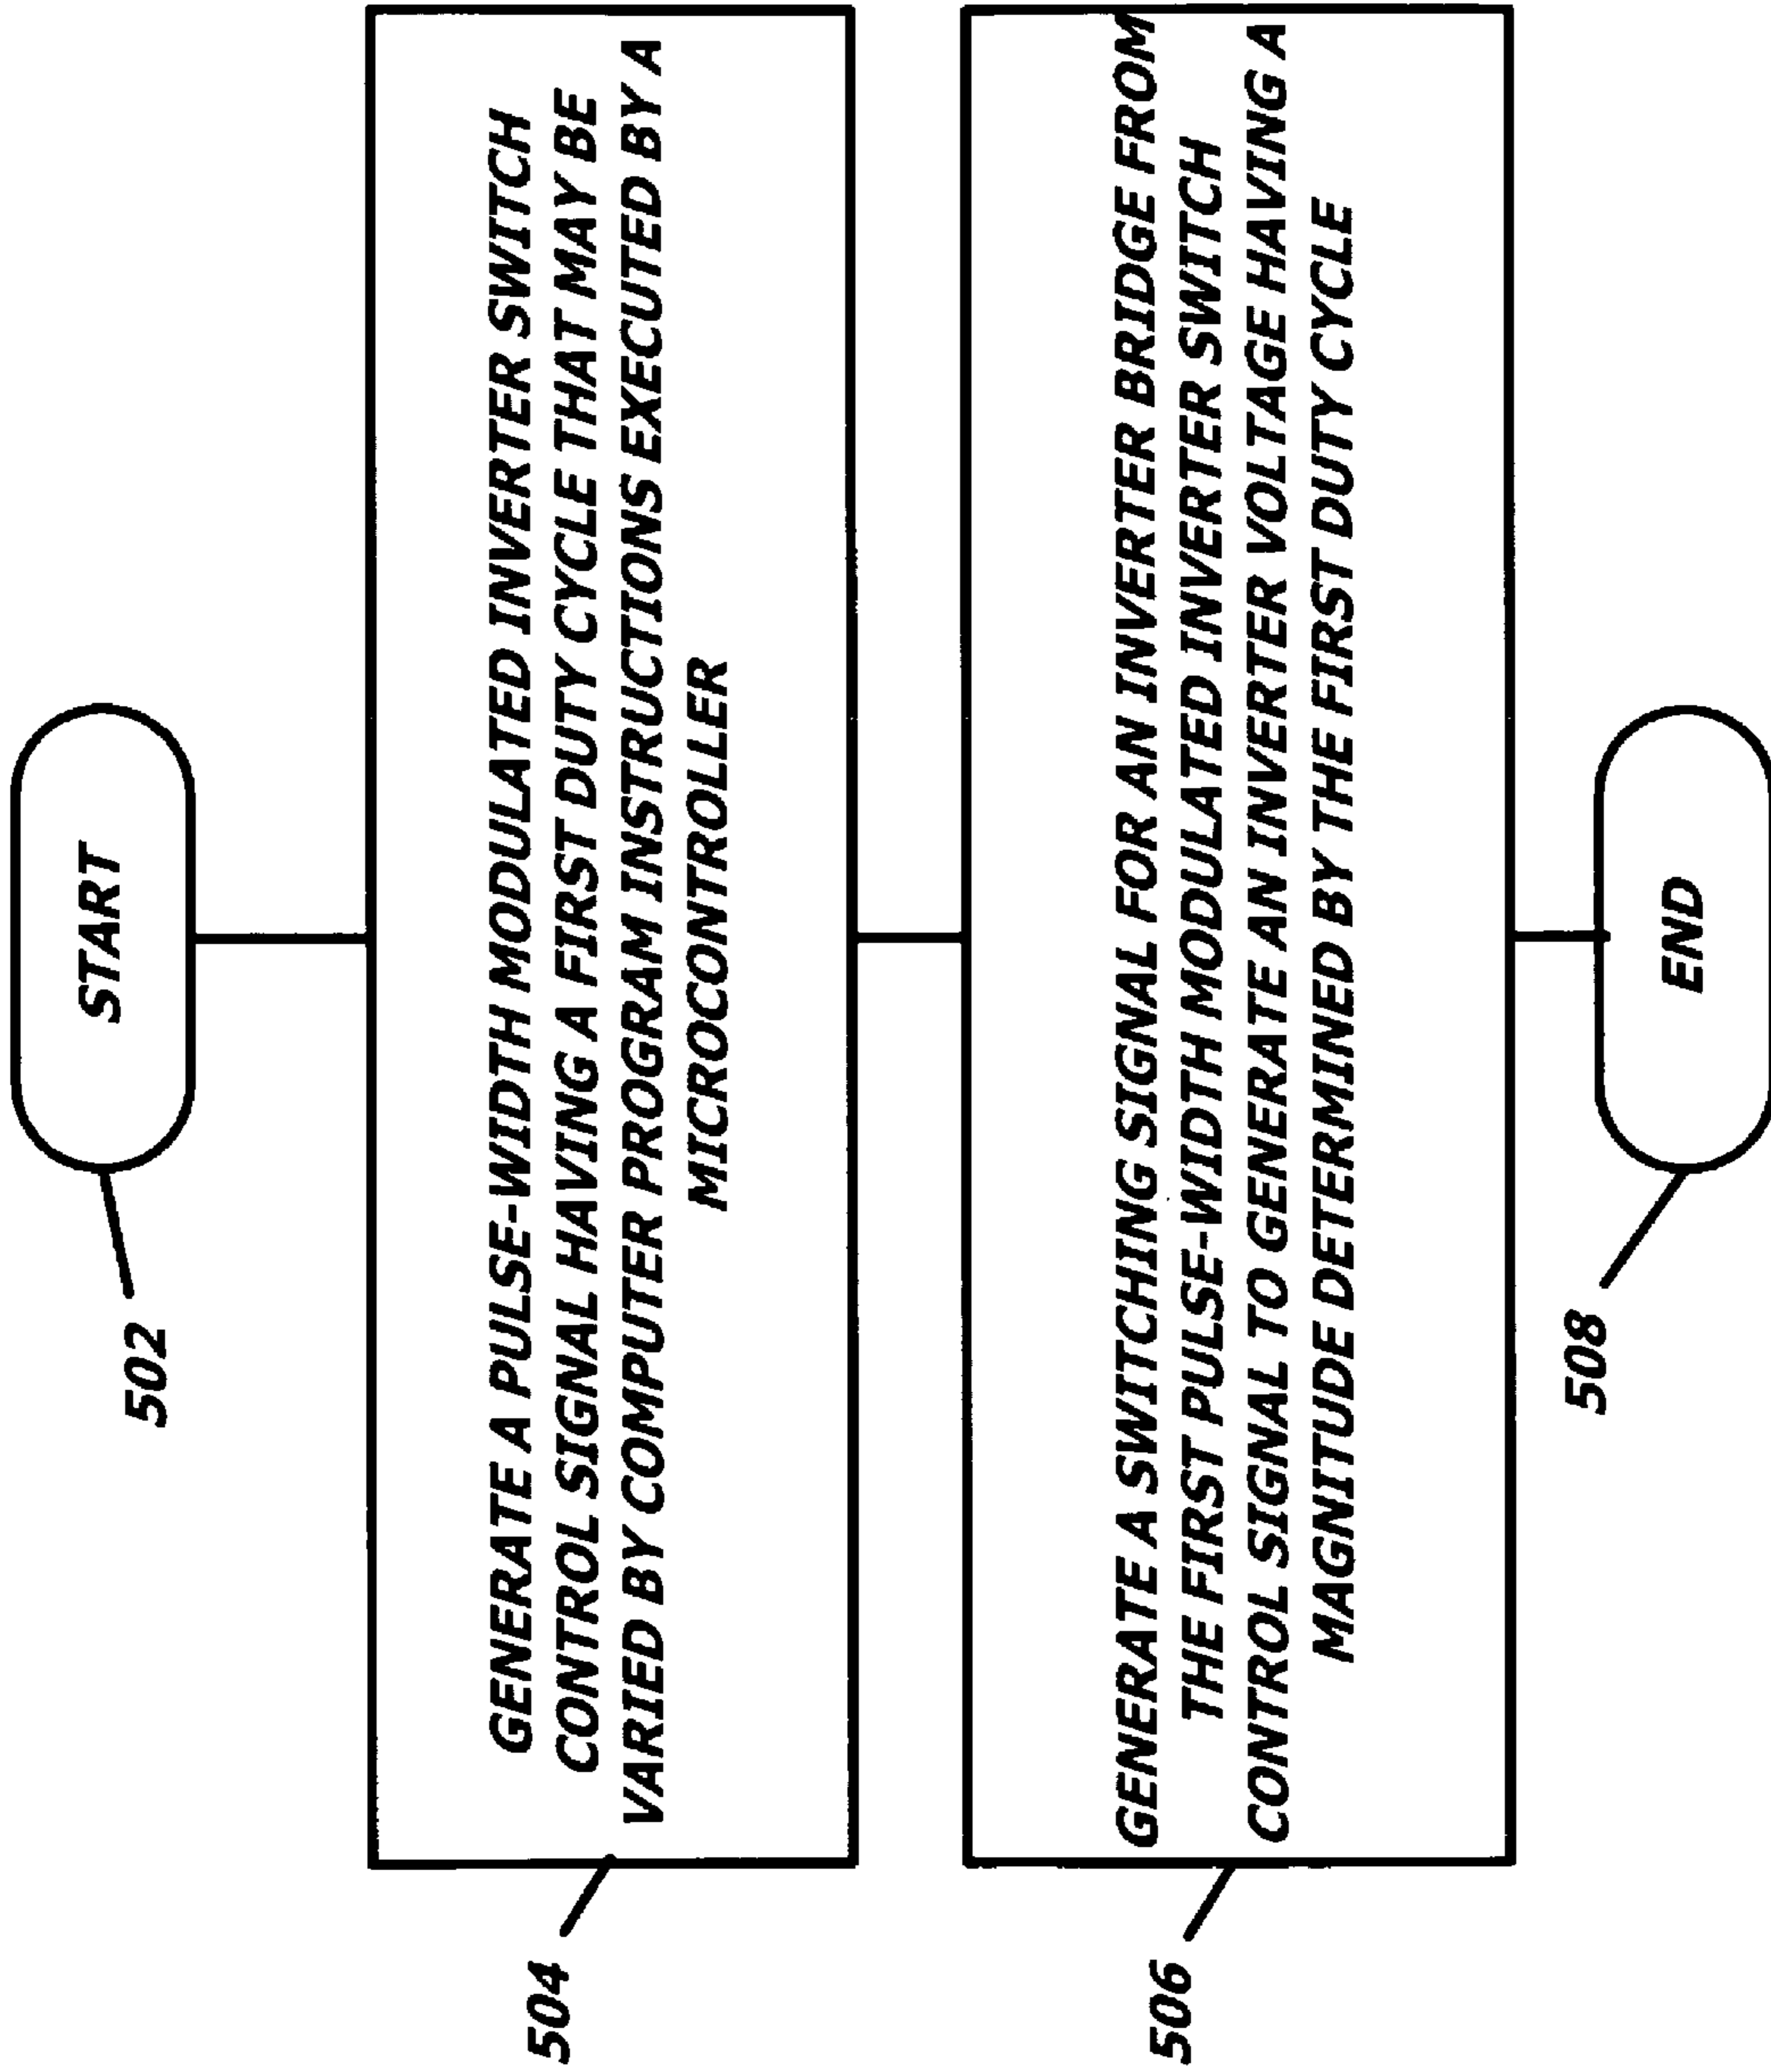 START
502
GENERATE A PULSE-WIDTH MODULATED INVERTER SWITCH
CONTROL SIGNAL HAVING A FIRST DUTY CYCLE THAT MAY BE
VARIED BY COMPUTER PROGRAM INSTRUCTIONS EXECUTED BY A
MICROCONTROLLER
504
GENERATE A SWITCHING SIGNAL FOR AN INVERTER BRIDGE FROM
THE FIRST PULSE-WIDTH MODULATED INVERTER SWITCH
CONTROL SIGNAL TO GENERATE AN INVERTER VOLTAGE HAVING A
MAGNITUDE DETERMINED BY THE FIRST DUTY CYCLE
506
END
508